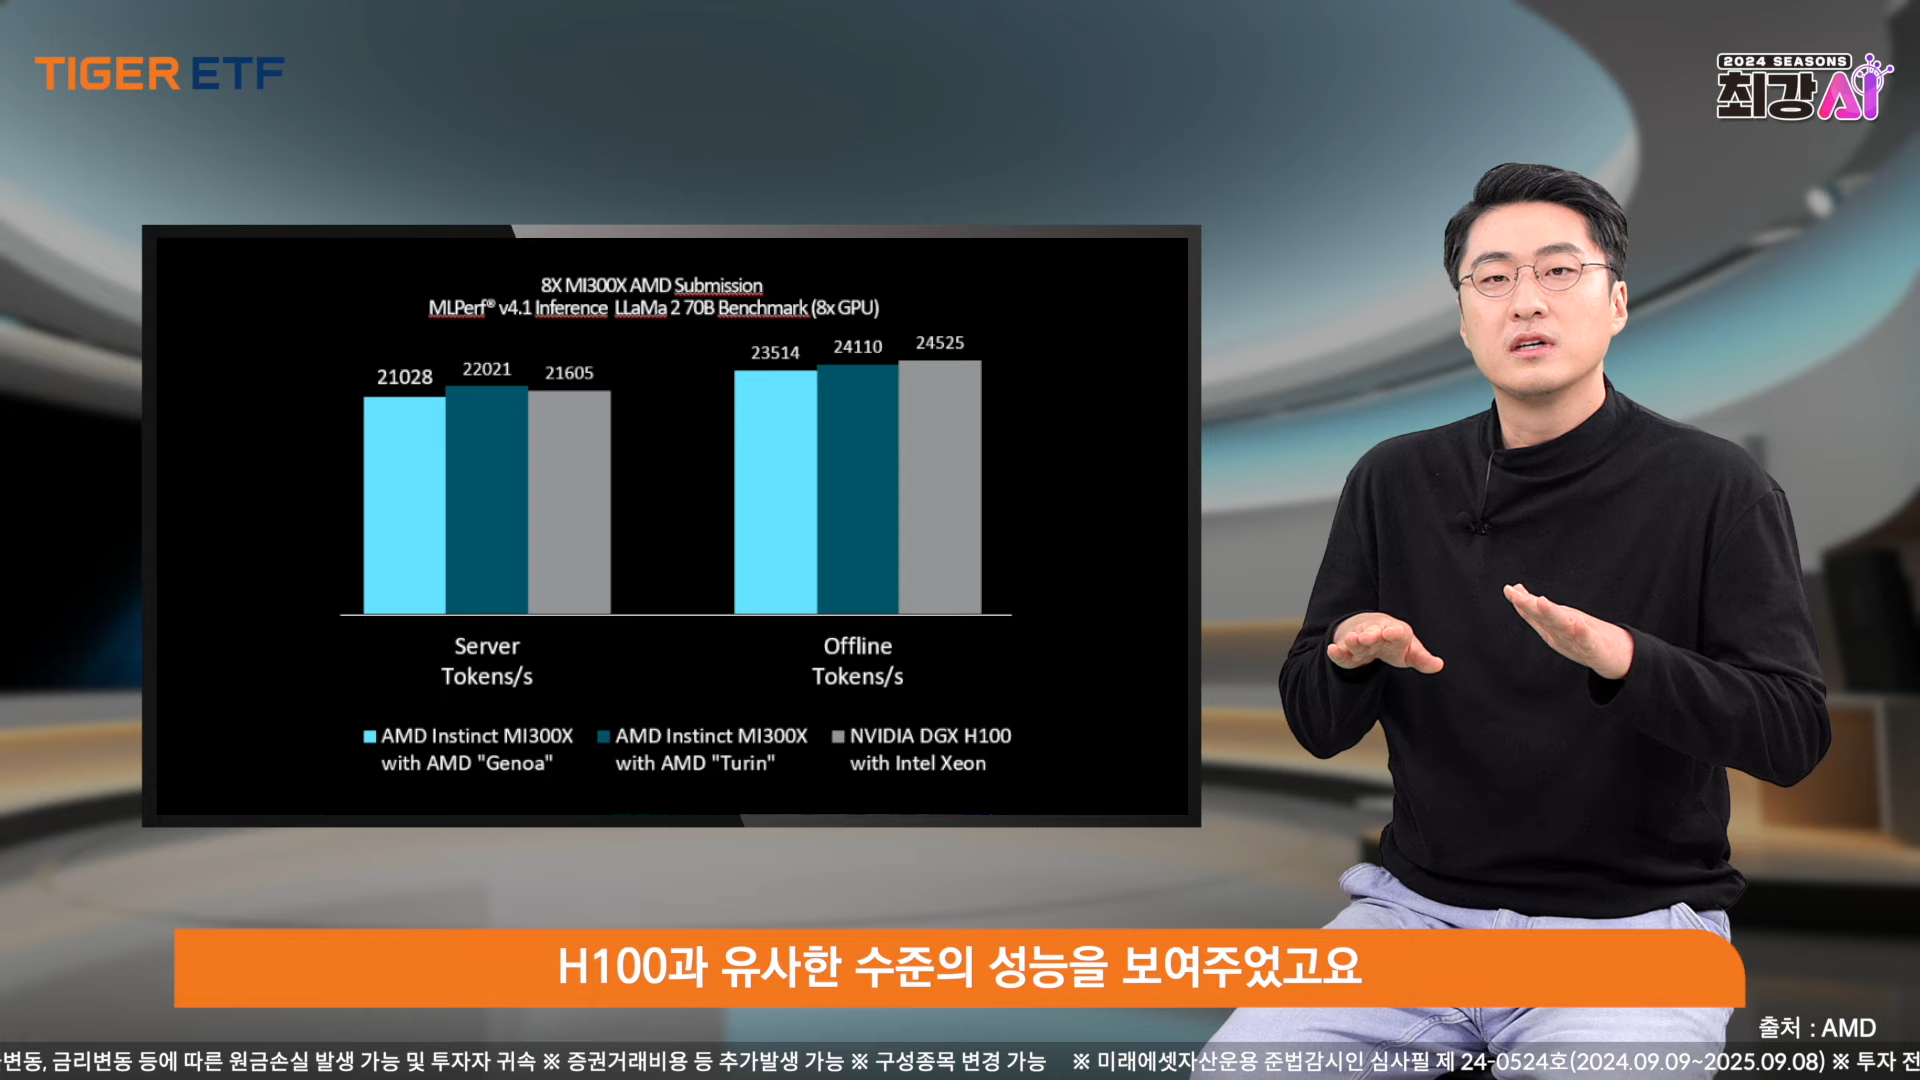 TIGER ETF
2024 SEASONS
최강AI
8X MI300X AMD Submission
MLPerf® v4.1 Inference LLaMa 2 70B Benchmark (8x GPU)
21028
22021
21605
23514
24110
24525
Server
Tokens/s
Offline
Tokens/s
AMD Instinct MI300X
with AMD "Genoa"
AMD Instinct MI300X
with AMD "Turin"
NVIDIA DGX H100
with Intel Xeon
H100과 유사한 수준의 성능을 보여주었고요
출처 : AMD
변동, 금리변동 등에 따른 원금손실 발생 가능 및 투자자 귀속 ※ 증권거래비용 등 추가발생 가능 ※ 구성종목 변경 가능 ※ 미래에셋자산운용 준법감시인 심사필 제 24-0524호(2024.09.09~2025.09.08) ※ 투자 전